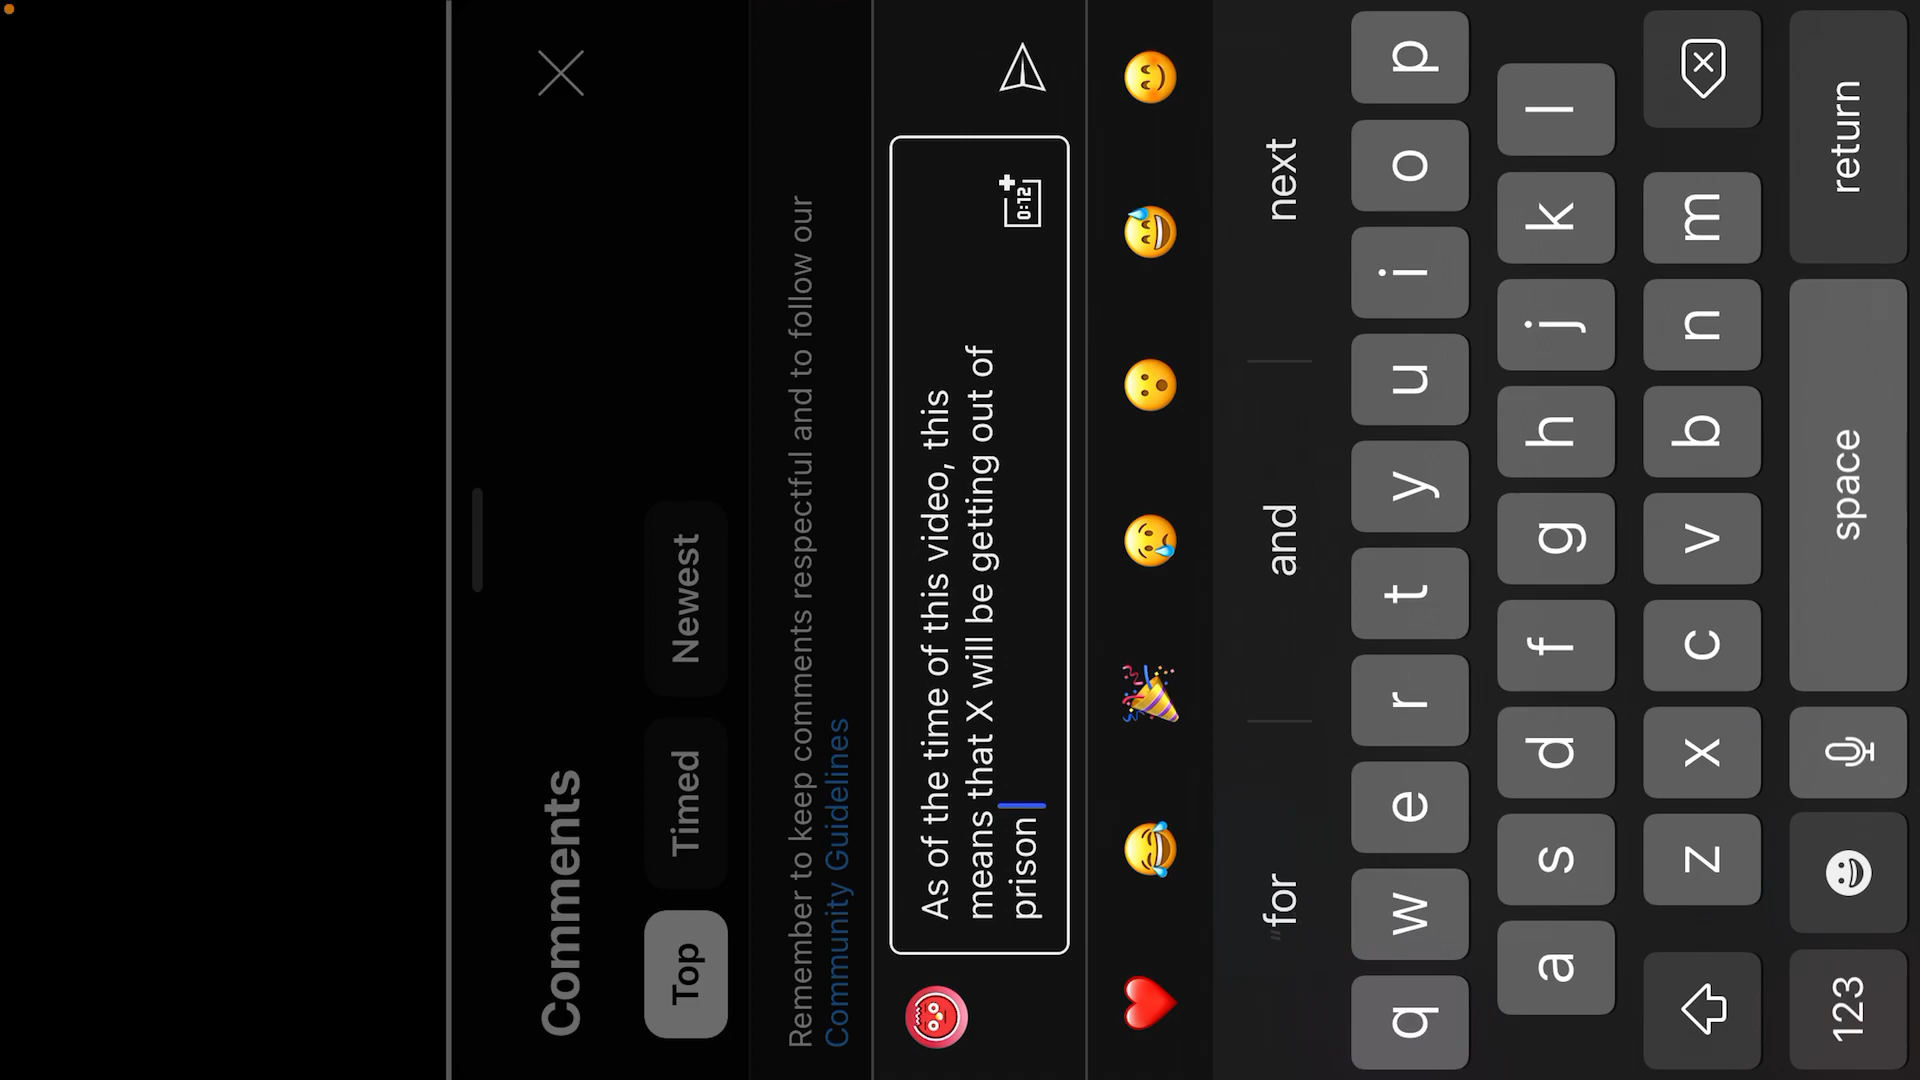 Comments
Top Timed Newest
Remember to keep comments respectful and to follow our
Community Guidelines
As of the time of this video, this
means that X will be getting out of
prison
0:12
"for and next
q w e r t y u i o p
a s d f g h j k l
z x c v b n m
123 space return